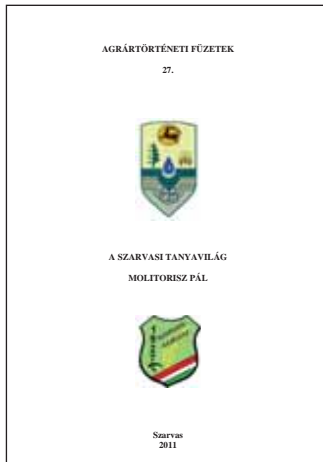 AGRÁRTÖRTÉNETI FÜZETEK
27.
A SZARVASI TANYAVILÁG
MOLITORISZ PÁL
Szarvas
2011